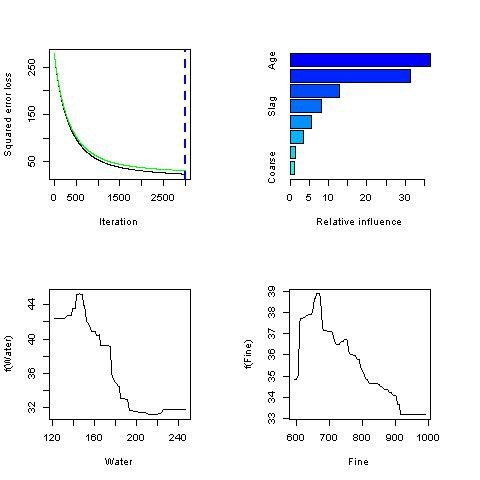 Squared error loss
250
150
50
0 500 1500 2500
Iteration
Age
Slag
Coarse
0 5 10 20 30
Relative influence
f(Water)
44
40
36
32
120 160 200 240
Water
f(Fine)
39
38
37
36
35
34
33
600 700 800 900 1000
Fine